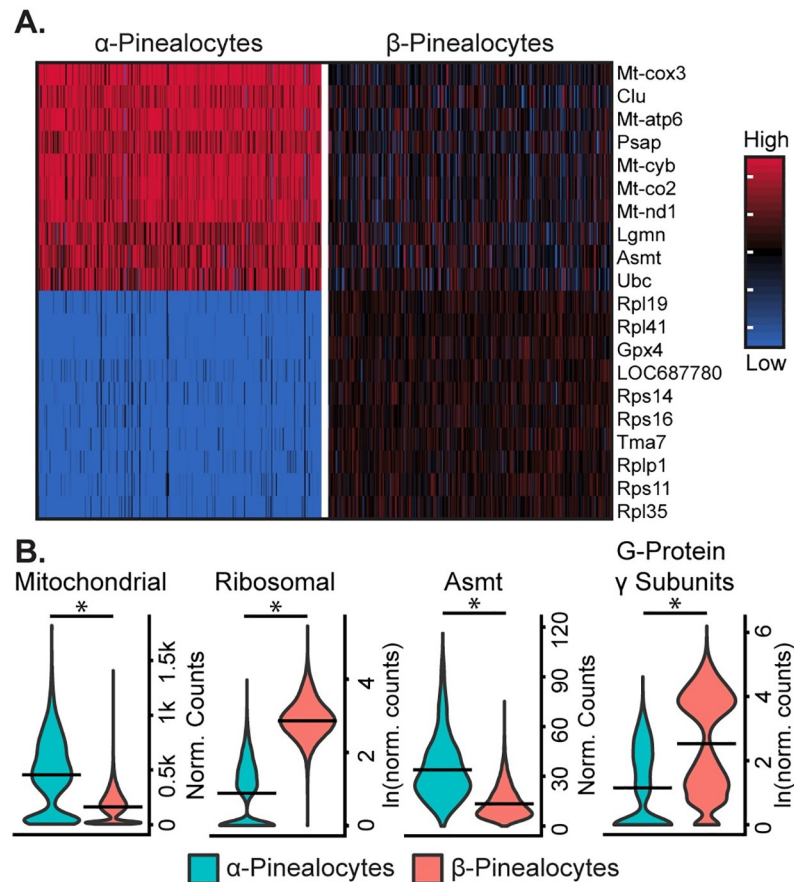 A.
α-Pinealocytes β-Pinealocytes
Mt-cox3
Clu
Mt-atp6
Psap
Mt-cyb
Mt-co2
Mt-nd1
Lgmn
Asmt
Ubc
Rpl19
Rpl41
Gpx4
LOC687780
Rps14
Rps16
Tma7
Rplp1
Rps11
Rpl35
High
Low
B.
Mitochondrial
*
1.5k
1k
0.5k
0
Norm. Counts
Ribosomal
*
4
2
0
ln(norm. counts)
Asmt
*
120
90
60
30
0
Norm. Counts
G-Protein
γ Subunits
*
6
4
2
0
ln(norm. counts)
α-Pinealocytes β-Pinealocytes